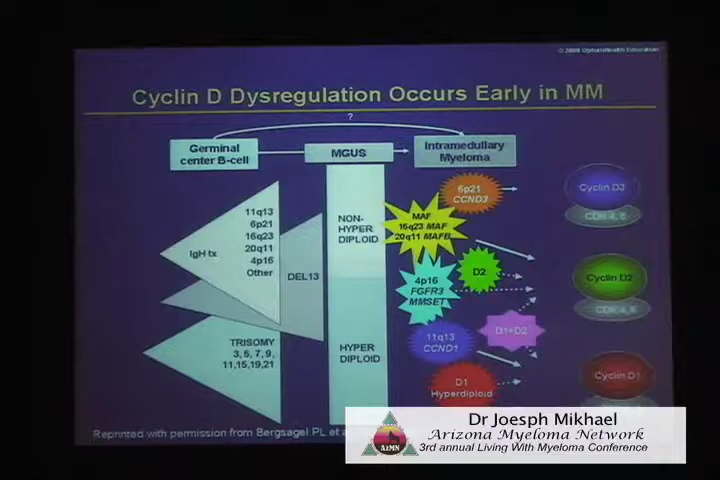 Cyclin D Dysregulation Occurs Early in MM
?
Germinal
center B-cell
MGUS
Intramedullary
Myeloma
11q13
6p21
16q23
20q11
4p16
Other
IgH tx
DEL13
TRISOMY
3, 5, 7, 9,
11,15,19,21
NON-
HYPER
DIPLOID
HYPER
DIPLOID
6p21
CCND3
MAF
16q23 MAF
20q11 MAFB
4p16
FGFR3
MMSET
D2
11q13
CCND1
D1+D2
D1
Hyperdiploid
Cyclin D3
CDK 4, 6
Cyclin D2
CDK 4, 6
Cyclin D1
Reprinted with permission from Bergsagel PL et
Dr Joesph Mikhael
Arizona Myeloma Network
3rd annual Living With Myeloma Conference
AzMN